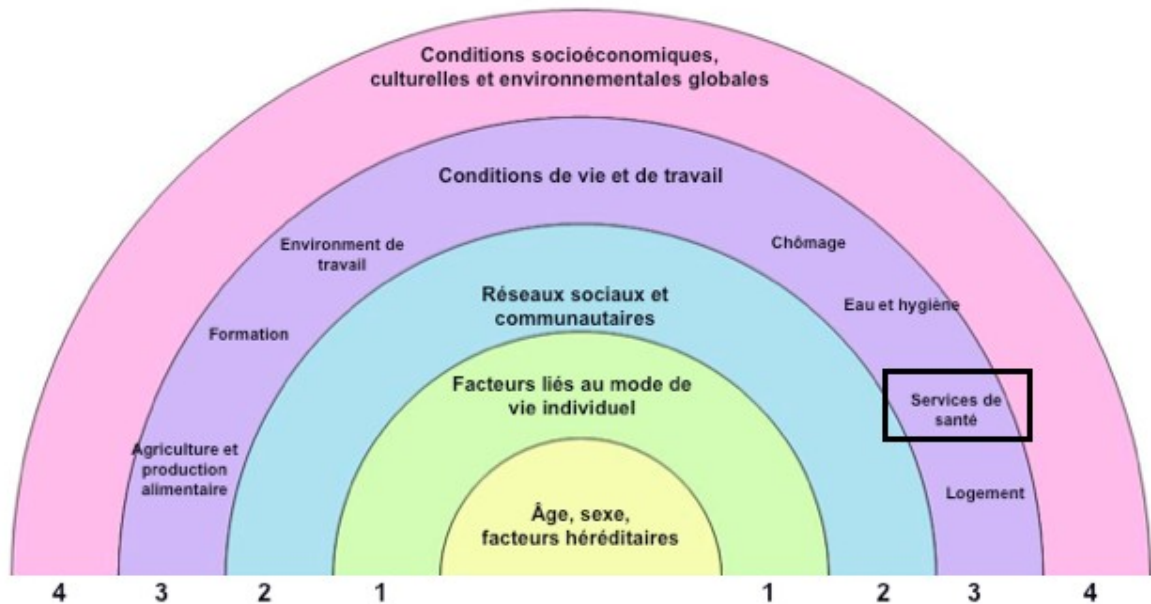 Conditions socioéconomiques,
culturelles et environnementales globales
Conditions de vie et de travail
Environment de
travail
Chômage
Réseaux sociaux et
communautaires
Eau et hygiène
Formation
Facteurs liés au mode de
vie individuel
Services de
santé
Agriculture et
production
alimentaire
Logement
Âge, sexe,
facteurs héréditaires
4 3 2 1 1 2 3 4